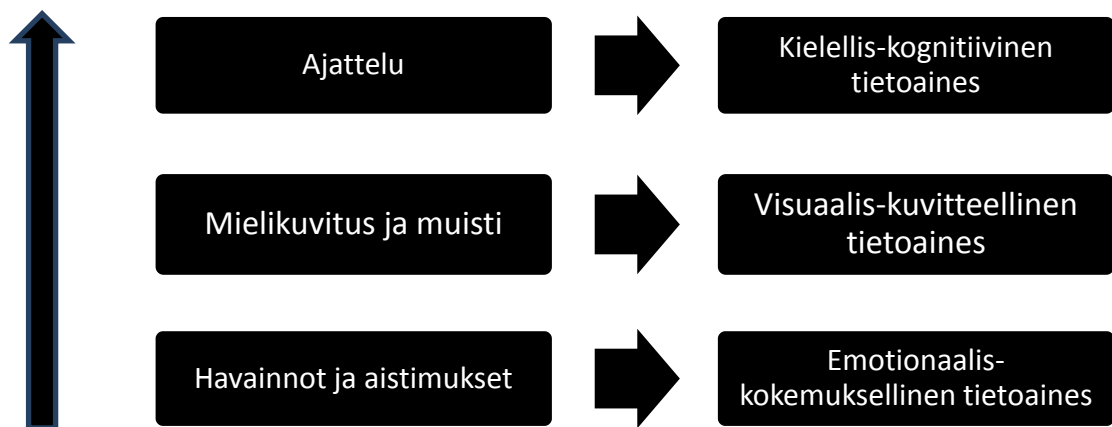 Ajattelu
Kielellis-kognitiivinen
tietoaines
Mielikuvitus ja muisti
Visuaalis-kuvitteellinen
tietoaines
Havainnot ja aistimukset
Emotionaalis-
kokemuksellinen tietoaines